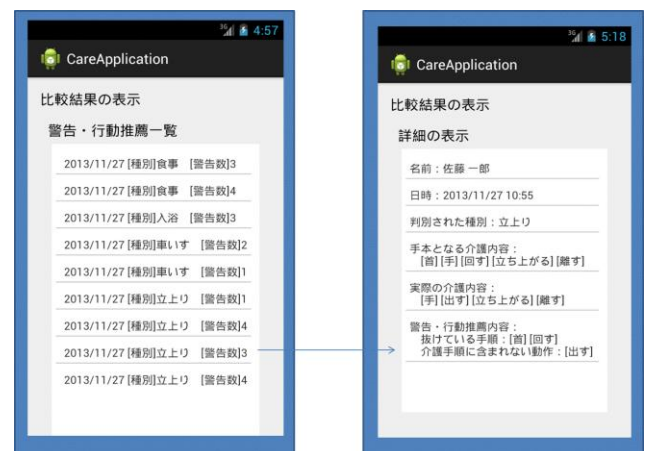 3G 4:57
CareApplication
比較結果の表示
警告・行動推薦一覧
2013/11/27 [種別]食事 [警告数]3
2013/11/27 [種別]食事 [警告数]4
2013/11/27 [種別]入浴 [警告数]3
2013/11/27 [種別]車いす [警告数]2
2013/11/27 [種別]車いす [警告数]1
2013/11/27 [種別]立上り [警告数]1
2013/11/27 [種別]立上り [警告数]4
2013/11/27 [種別]立上り [警告数]3
2013/11/27 [種別]立上り [警告数]4
3G 5:18
CareApplication
比較結果の表示
詳細の表示
名前：佐藤 一郎
日時：2013/11/27 10:55
判別された種別：立上り
手本となる介護内容：
[首] [手] [回す] [立ち上がる] [離す]
実際の介護内容：
[手] [出す] [立ち上がる] [離す]
警告・行動推薦内容：
抜けている手順：[首] [回す]
介護手順に含まれない動作：[出す]